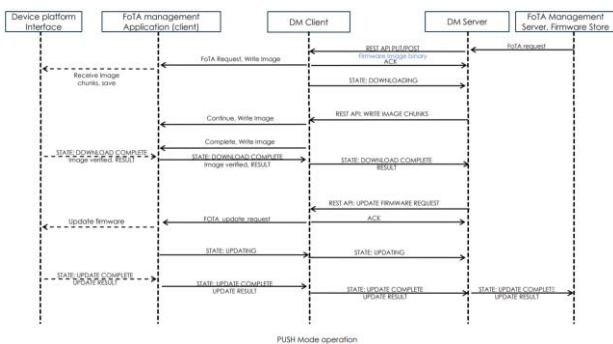 Device platform
Interface
FoTA management
Application (client)
DM Client
DM Server
FoTA Management
Server, Firmware Store
REST API PUT/POST
FoTA request
FoTA Request, Write Image
Firmware Image binary
ACK
Receive Image
chunks, save
STATE: DOWNLOADING
Continue, Write Image
REST API: WRITE IMAGE CHUNKS
Complete, Write Image
STATE: DOWNLOAD COMPLETE
Image verified, RESULT
STATE: DOWNLOAD COMPLETE
Image verified, RESULT
STATE: DOWNLOAD COMPLETE
RESULT
REST API: UPDATE FIRMWARE REQUEST
Update firmware
FOTA update request
ACK
STATE: UPDATING
STATE: UPDATING
STATE: UPDATE COMPLETE
UPDATE RESULT
STATE: UPDATE COMPLETE
UPDATE RESULT
STATE: UPDATE COMPLETE
UPDATE RESULT
STATE: UPDATE COMPLETE
UPDATE RESULT
PUSH Mode operation